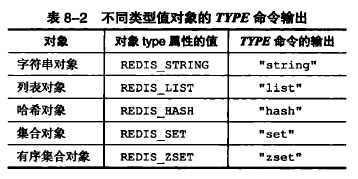 表 8-2 不同类型值对象的 TYPE 命令输出
对象 对象 type 属性的值 TYPE 命令的输出
字符串对象 REDIS_STRING "string"
列表对象 REDIS_LIST "list"
哈希对象 REDIS_HASH "hash"
集合对象 REDIS_SET "set"
有序集合对象 REDIS_ZSET "zset"